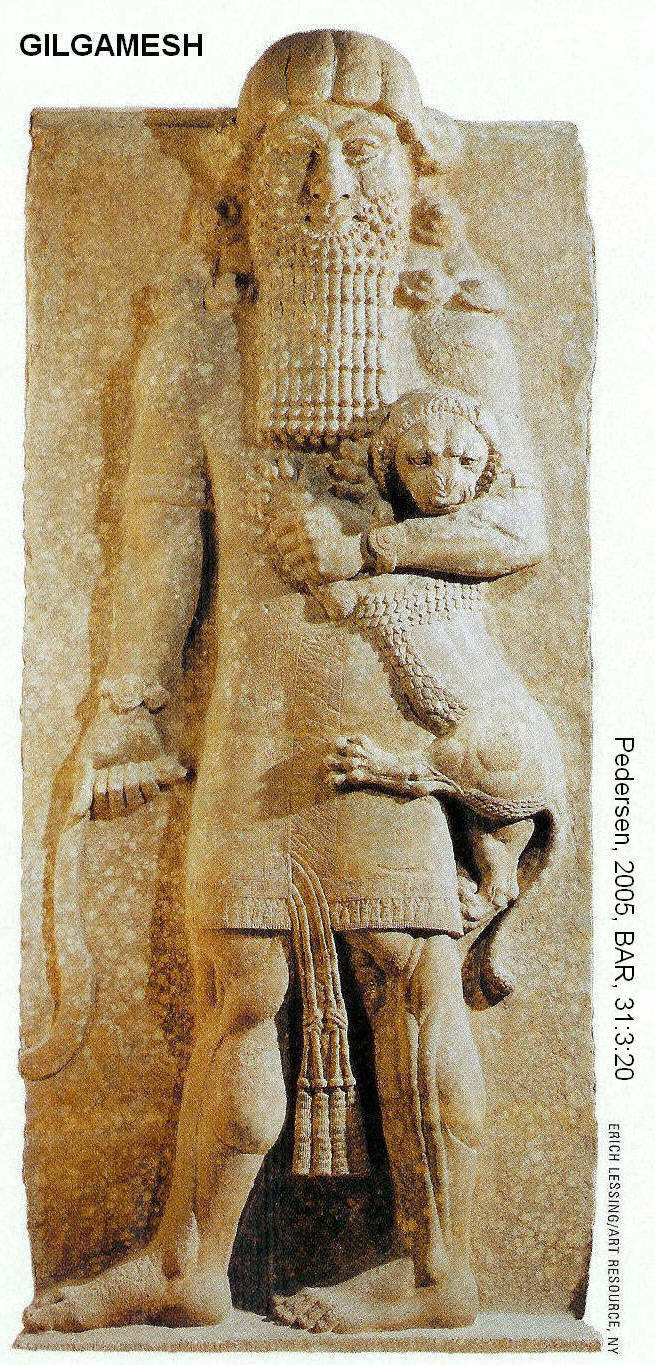 GILGAMESH
Pedersen, 2005, BAR, 31:3:20
ERICH LESSING/ART RESOURCE, NY